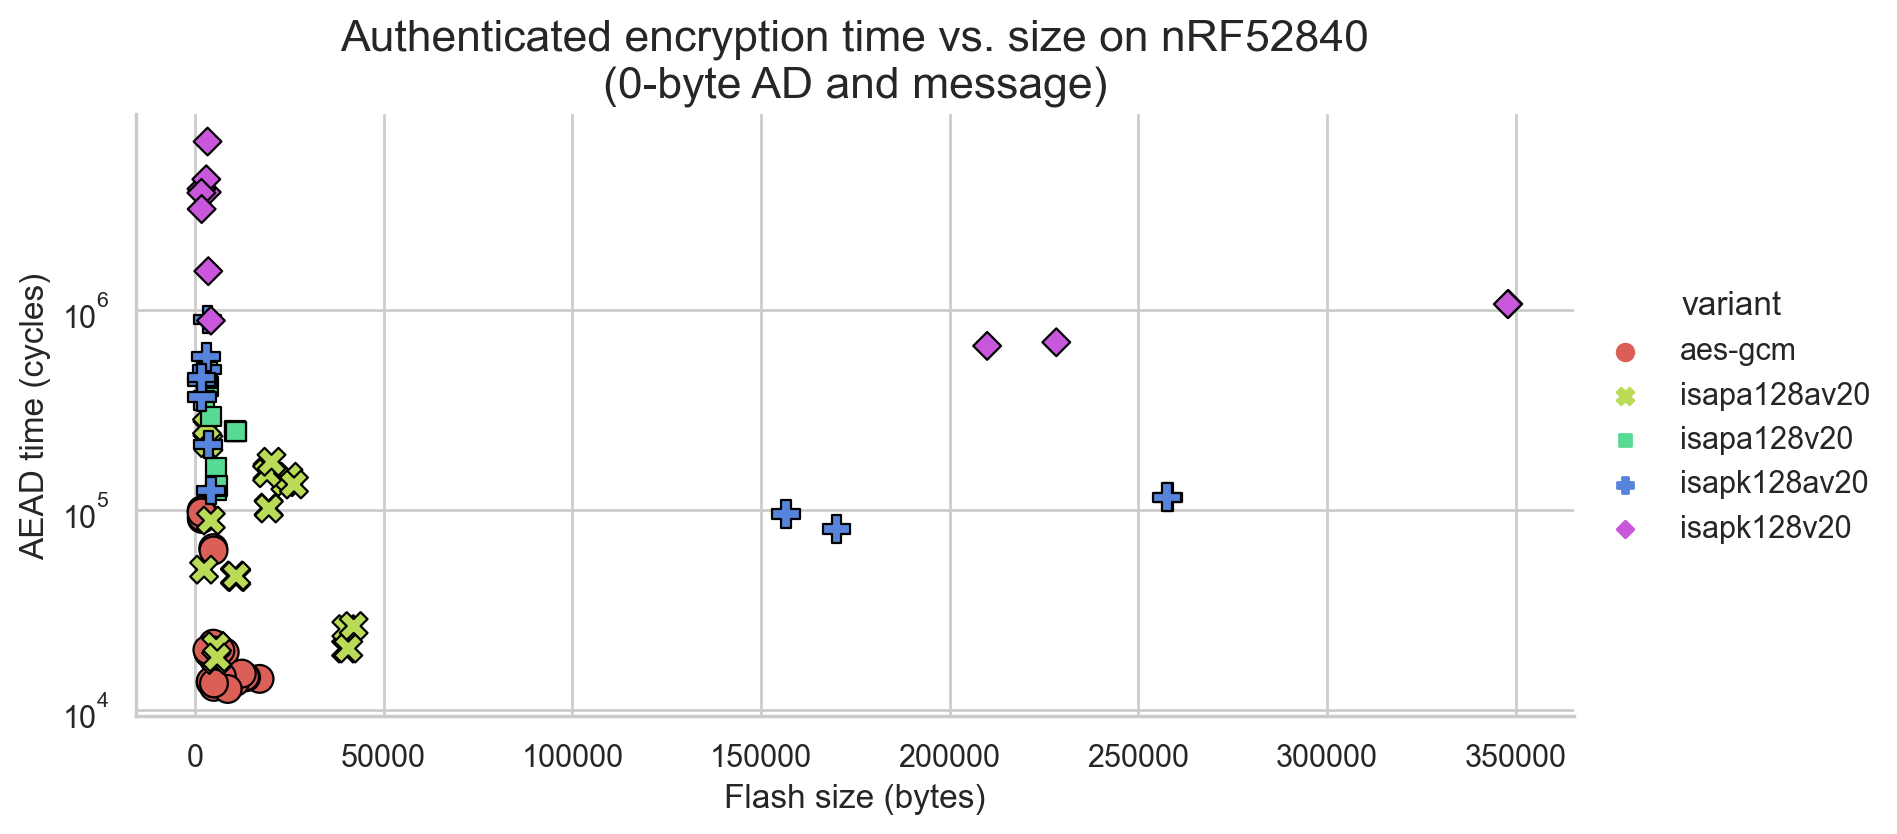 Authenticated encryption time vs. size on nRF52840
(0-byte AD and message)
AEAD time (cycles)
10^6
10^5
10^4
0 50000 100000 150000 200000 250000 300000 350000
Flash size (bytes)
variant
aes-gcm
isapa128av20
isapa128v20
isapk128av20
isapk128v20